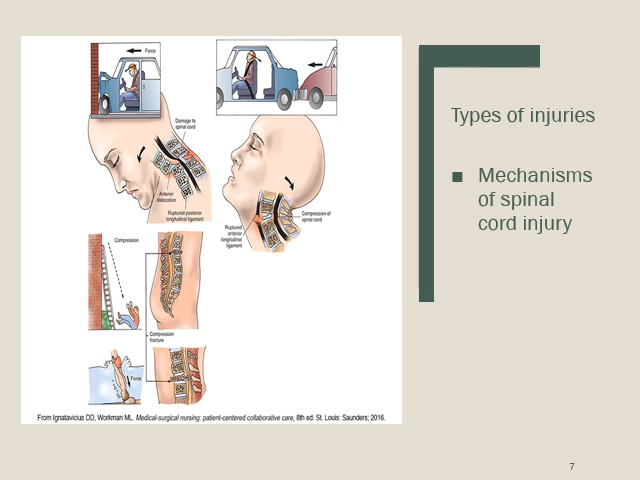 Force
Damage to
spinal cord
Anterior
dislocation
Ruptured posterior
longitudinal ligament
Compression of
spinal cord
Ruptured
anterior
longitudinal
ligament
Compression
Compression
fracture
Force
From Ignatavicius DD, Workman ML. Medical-surgical nursing: patient-centered collaborative care, 8th ed. St. Louis: Saunders; 2016.
Types of injuries
■ Mechanisms
of spinal
cord injury
7